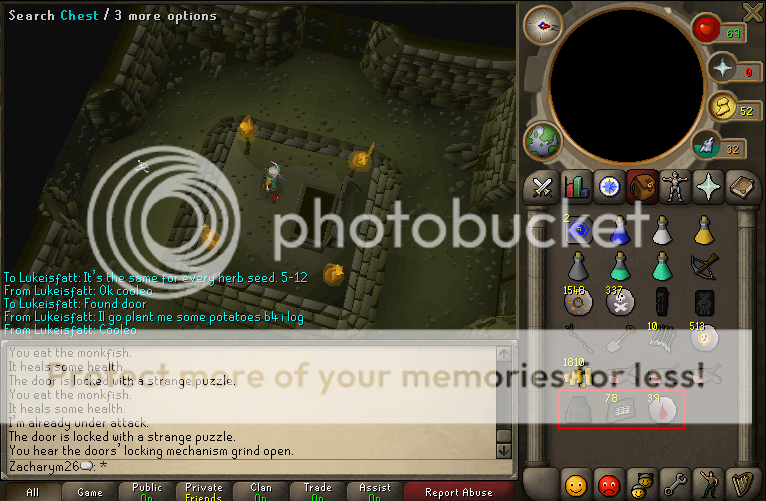 Search Chest / 3 more options
69
0
52
32
To Lukeisfatt: It's the same for every herb seed. 5-12
From Lukeisfatt: Ok cooleo
To Lukeisfatt: Found door
From Lukeisfatt: Il go plant me some potatoes b4 i log
From Lukeisfatt: Cooleo
photobucket
Project more of your memories for less!
You eat the monkfish.
It heals some health.
The door is locked with a strange puzzle.
You eat the monkfish.
It heals some health.
I'm already under attack.
The door is locked with a strange puzzle.
You hear the doors' locking mechanism grind open.
Zacharym26: *
2
1548
337
10
513
1810
78
39
All
Game
Public
On
Private
Friends
Clan
On
Trade
On
Assist
On
Report Abuse